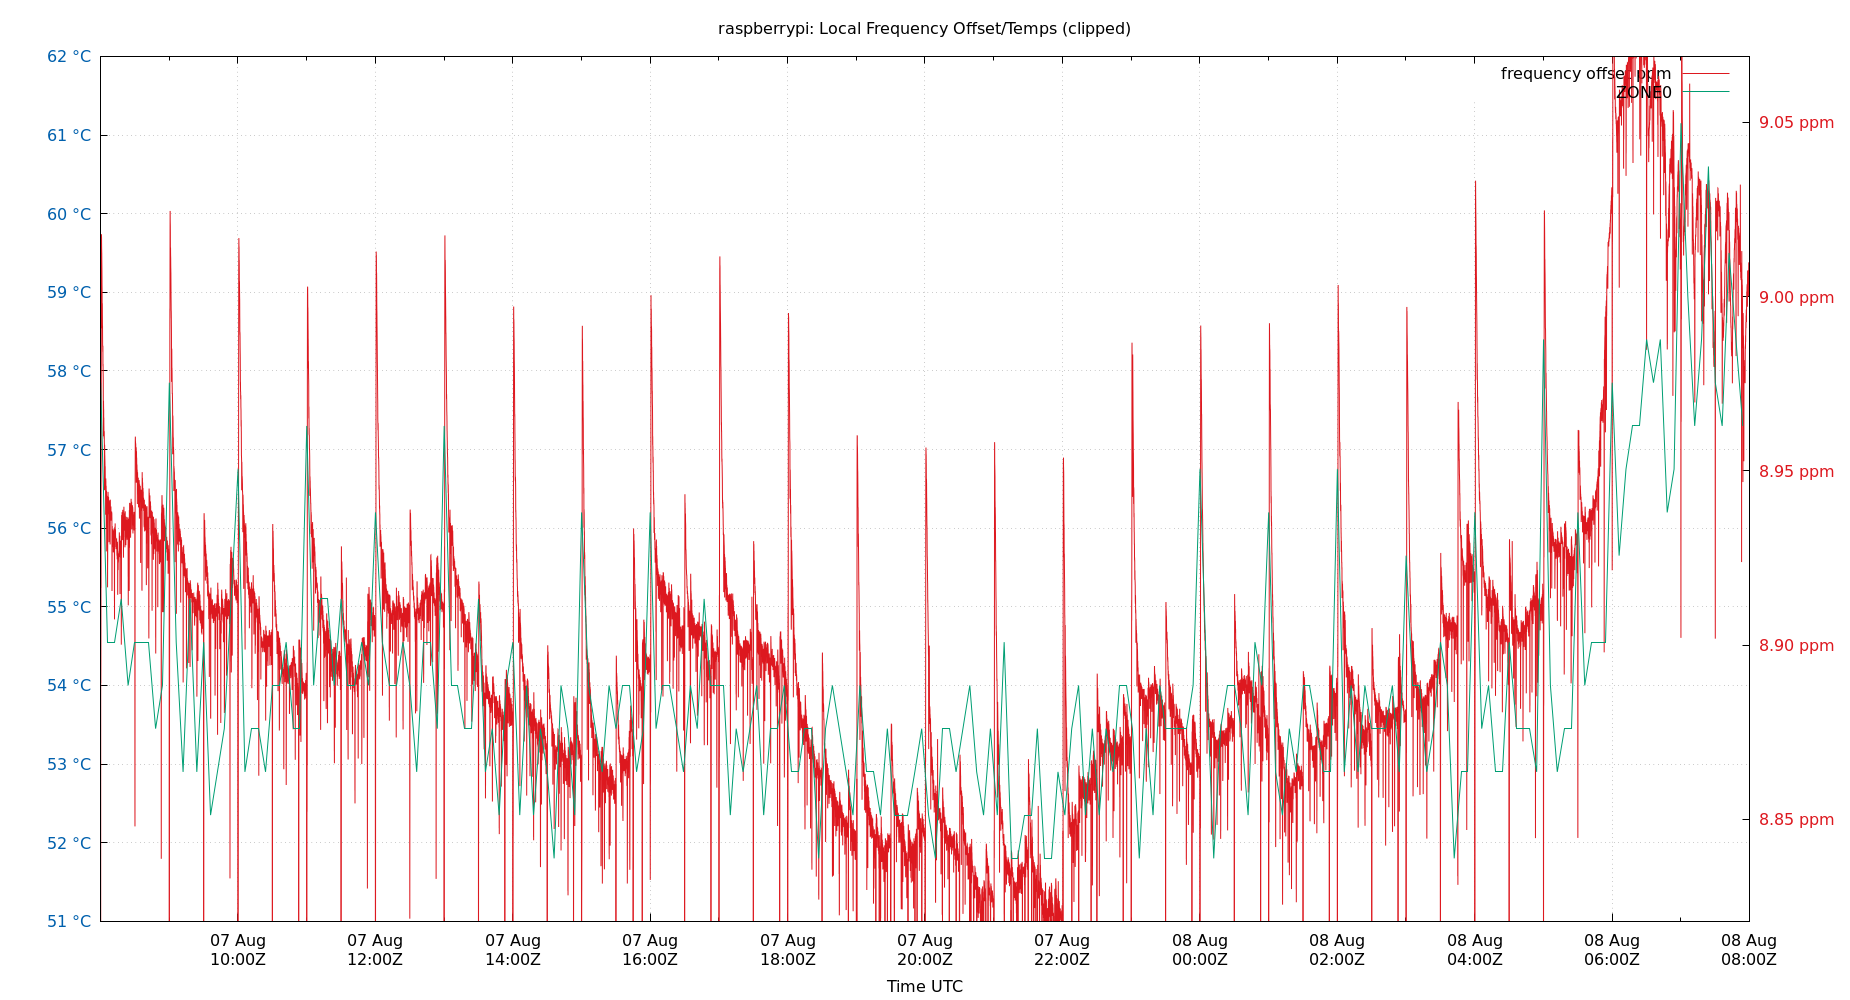 raspberrypi: Local Frequency Offset/Temps (clipped)
62 °C
61 °C
60 °C
59 °C
58 °C
57 °C
56 °C
55 °C
54 °C
53 °C
52 °C
51 °C
frequency offset ppm
ZONE0
9.05 ppm
9.00 ppm
8.95 ppm
8.90 ppm
8.85 ppm
07 Aug
10:00Z
07 Aug
12:00Z
07 Aug
14:00Z
07 Aug
16:00Z
07 Aug
18:00Z
07 Aug
20:00Z
07 Aug
22:00Z
08 Aug
00:00Z
08 Aug
02:00Z
08 Aug
04:00Z
08 Aug
06:00Z
08 Aug
08:00Z
Time UTC